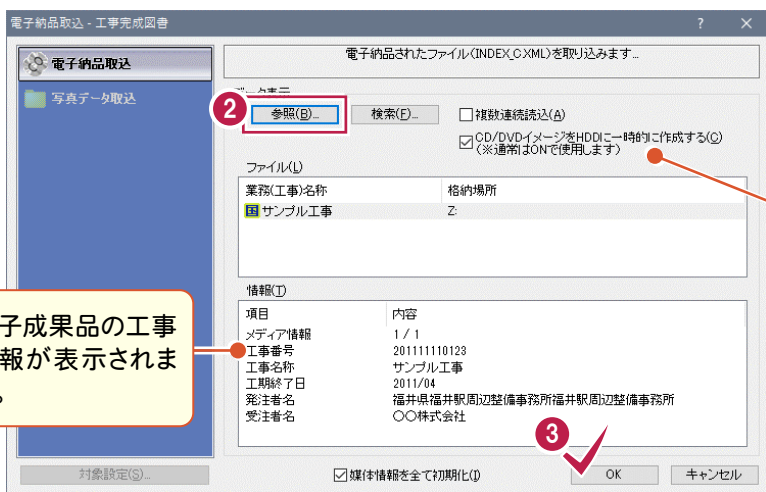 電子納品取込 - 工事完成図書
電子納品取込
写真データ取込
電子納品されたファイル(INDEX_C.XML)を取り込みます...
データ表示
2
参照(B)...
検索(F)...
複数連続読込(A)
CD/DVDイメージをHDDに一時的に作成する(C)
(※通常はONで使用します)
ファイル(L)
業務(工事)名称 格納場所
サンプル工事 Z:
情報(T)
項目 内容
メディア情報 1 / 1
工事番号 201111110123
工事名称 サンプル工事
工期終了日 2011/04
発注者名 福井県福井駅周辺整備事務所福井駅周辺整備事務所
受注者名 〇〇株式会社
子成果品の工事
報が表示されま
。
3
対象設定(S)...
媒体情報を全て初期化(I)
OK
キャンセル